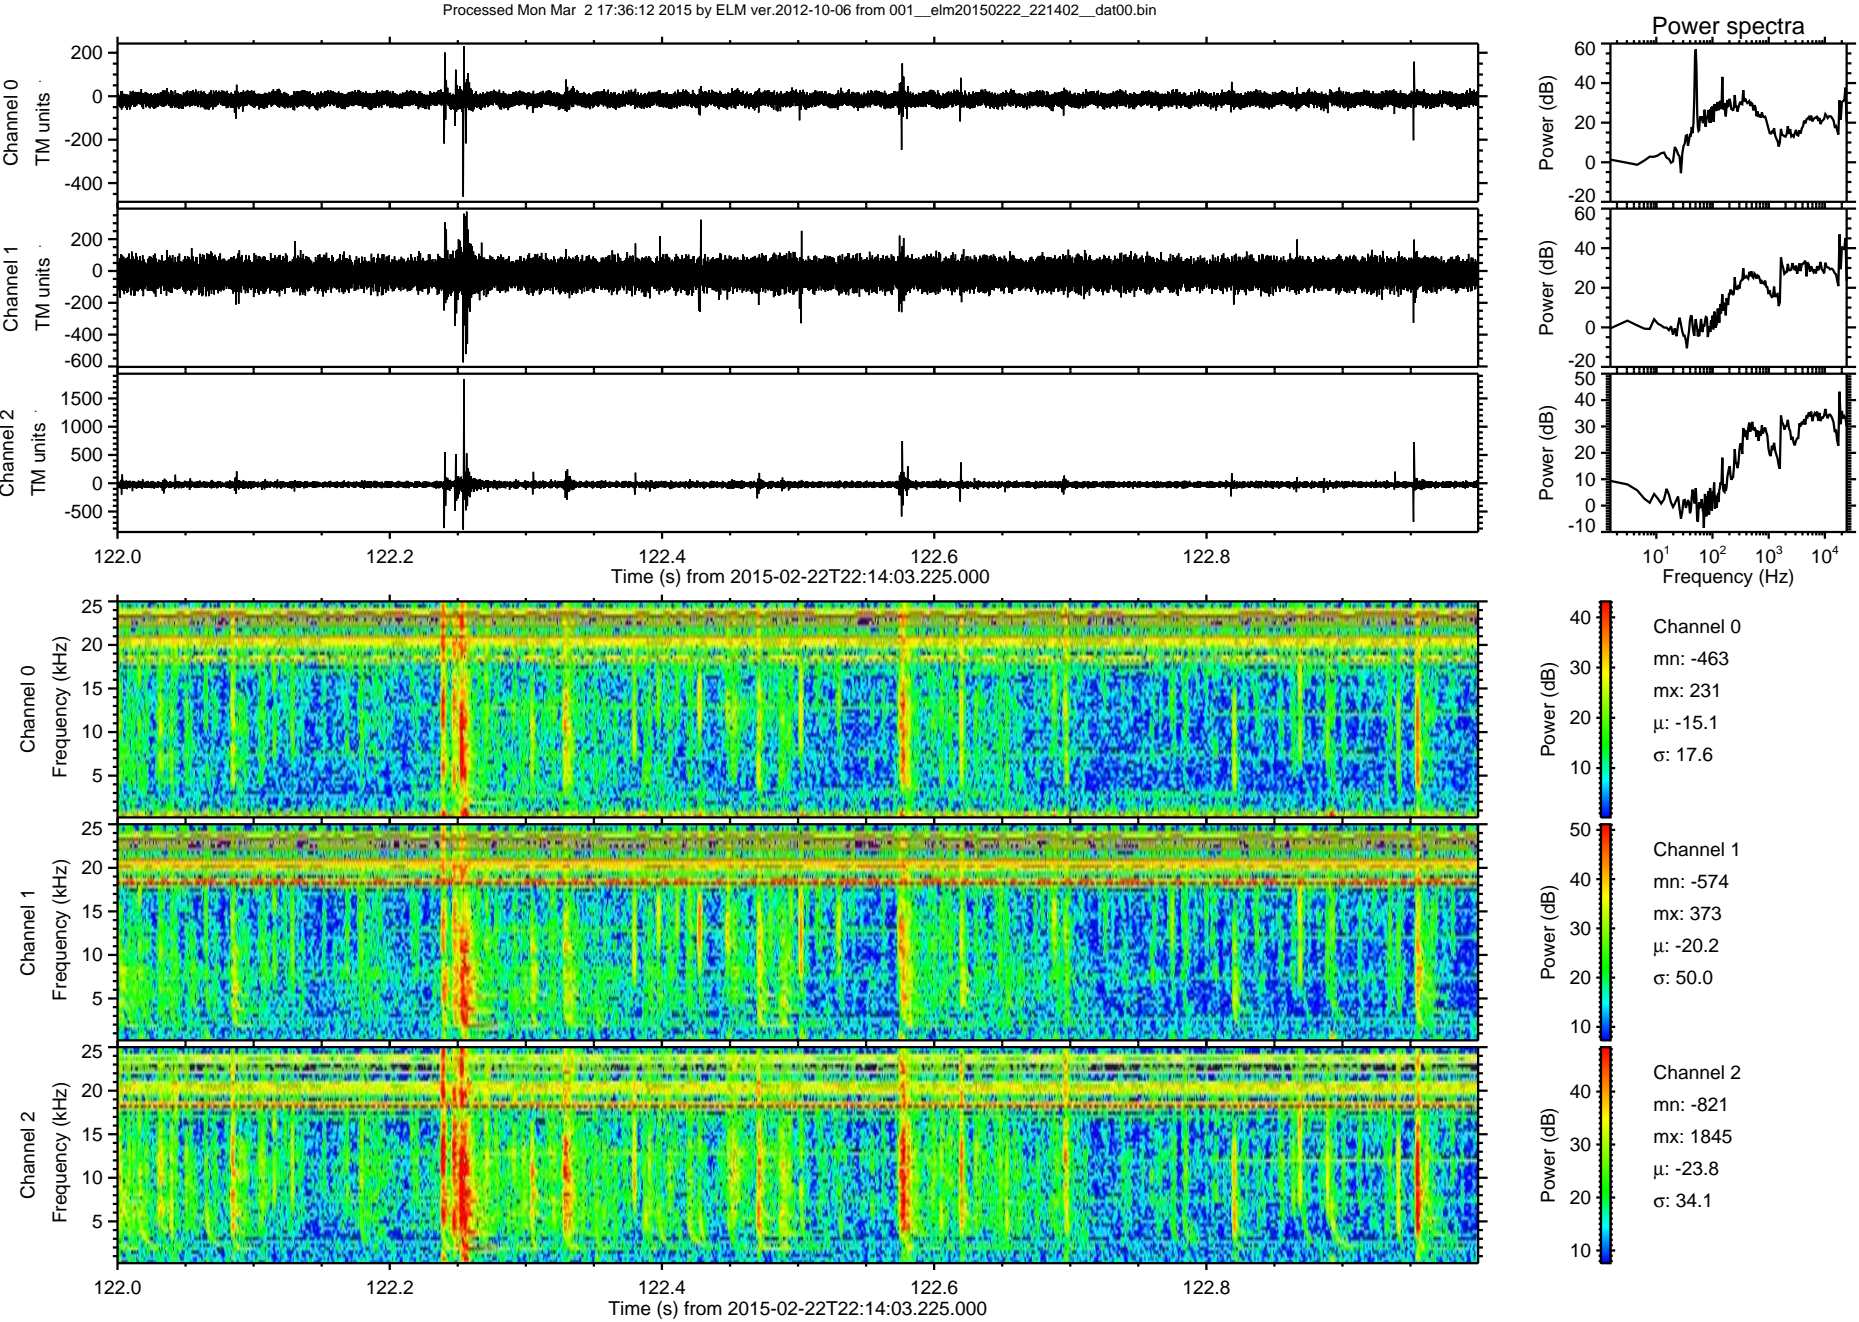 Processed Mon Mar  2 17:36:12 2015 by ELM ver.2012-10-06 from 001__elm20150222_221402__dat00.bin
Power spectra
Channel 0
TM units
200
0
-200
-400
Power (dB)
60
40
20
0
-20
Channel 1
TM units
200
0
-200
-400
-600
Power (dB)
60
40
20
0
-20
Channel 2
TM units
1500
1000
500
0
-500
Power (dB)
50
40
30
20
10
0
-10
122.0 122.2 122.4 122.6 122.8
Time (s) from 2015-02-22T22:14:03.225.000
10¹ 10² 10³ 10⁴
Frequency (Hz)
Channel 0
Frequency (kHz)
25
20
15
10
5
Power (dB)
40
30
20
10
Channel 0
mn: -463
mx: 231
μ: -15.1
σ: 17.6
Channel 1
Frequency (kHz)
25
20
15
10
5
Power (dB)
50
40
30
20
10
Channel 1
mn: -574
mx: 373
μ: -20.2
σ: 50.0
Channel 2
Frequency (kHz)
25
20
15
10
5
Power (dB)
40
30
20
10
Channel 2
mn: -821
mx: 1845
μ: -23.8
σ: 34.1
122.0 122.2 122.4 122.6 122.8
Time (s) from 2015-02-22T22:14:03.225.000